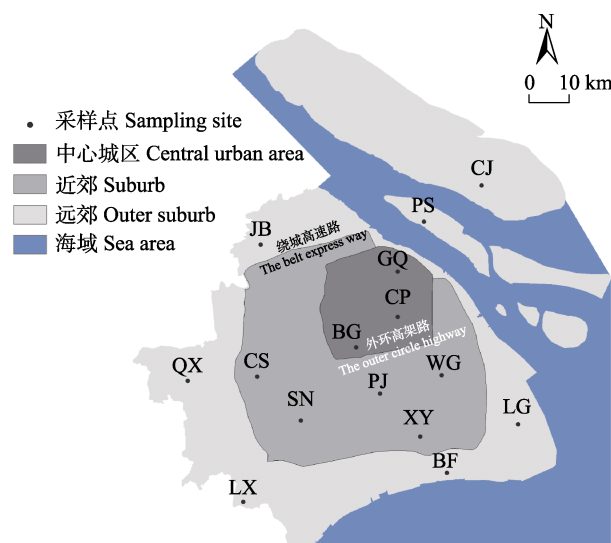 N
0 10 km
采样点 Sampling site
中心城区 Central urban area
近郊 Suburb
远郊 Outer suburb
海域 Sea area
CJ
PS
JB
绕城高速路
The belt express way
GQ
CP
BG
外环高架路
The outer circle highway
QX
CS
PJ
WG
SN
XY
LG
BF
LX